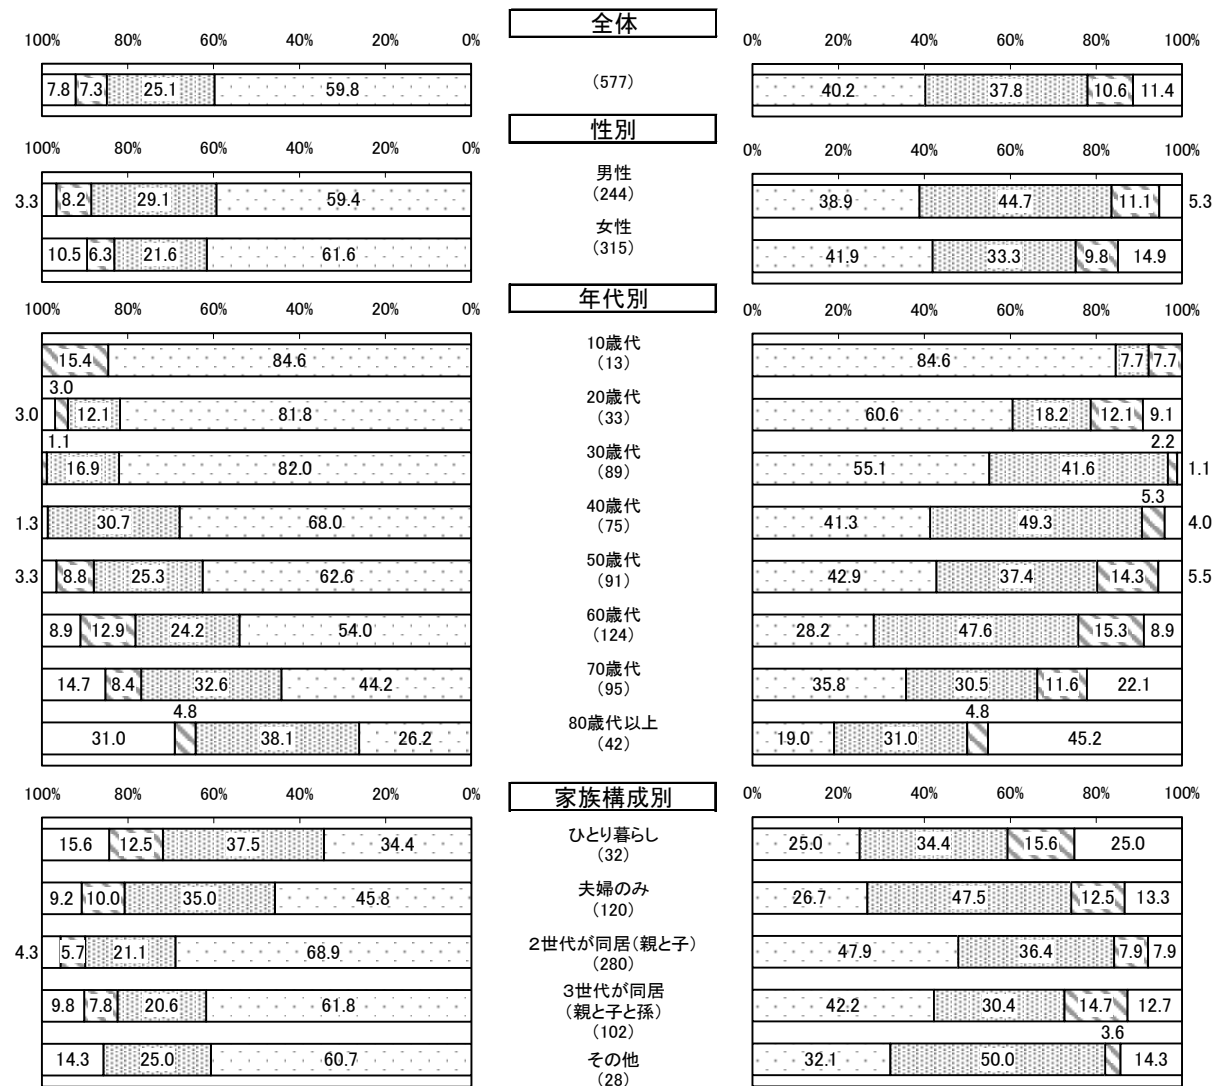 全体
100% 80% 60% 40% 20% 0%
0% 20% 40% 60% 80% 100%
7.8 7.3 25.1 59.8
(577)
40.2 37.8 10.6 11.4
性別
100% 80% 60% 40% 20% 0%
0% 20% 40% 60% 80% 100%
男性
3.3 8.2 29.1 59.4
(244)
38.9 44.7 11.1 5.3
女性
10.5 6.3 21.6 61.6
(315)
41.9 33.3 9.8 14.9
年代別
100% 80% 60% 40% 20% 0%
0% 20% 40% 60% 80% 100%
10歳代
15.4 84.6
(13)
84.6 7.7 7.7
3.0
20歳代
3.0 12.1 81.8
(33)
60.6 18.2 12.1 9.1
1.1
2.2
30歳代
16.9 82.0
(89)
55.1 41.6 1.1
5.3
40歳代
1.3 30.7 68.0
(75)
41.3 49.3 4.0
50歳代
3.3 8.8 25.3 62.6
(91)
42.9 37.4 14.3 5.5
60歳代
8.9 12.9 24.2 54.0
(124)
28.2 47.6 15.3 8.9
70歳代
14.7 8.4 32.6 44.2
(95)
35.8 30.5 11.6 22.1
4.8
4.8
80歳代以上
31.0 38.1 26.2
(42)
19.0 31.0 45.2
家族構成別
100% 80% 60% 40% 20% 0%
0% 20% 40% 60% 80% 100%
ひとり暮らし
15.6 12.5 37.5 34.4
(32)
25.0 34.4 15.6 25.0
夫婦のみ
9.2 10.0 35.0 45.8
(120)
26.7 47.5 12.5 13.3
2世代が同居(親と子)
4.3 5.7 21.1 68.9
(280)
47.9 36.4 7.9 7.9
3世代が同居
(親と子と孫)
9.8 7.8 20.6 61.8
(102)
42.2 30.4 14.7 12.7
3.6
その他
14.3 25.0 60.7
(28)
32.1 50.0 14.3